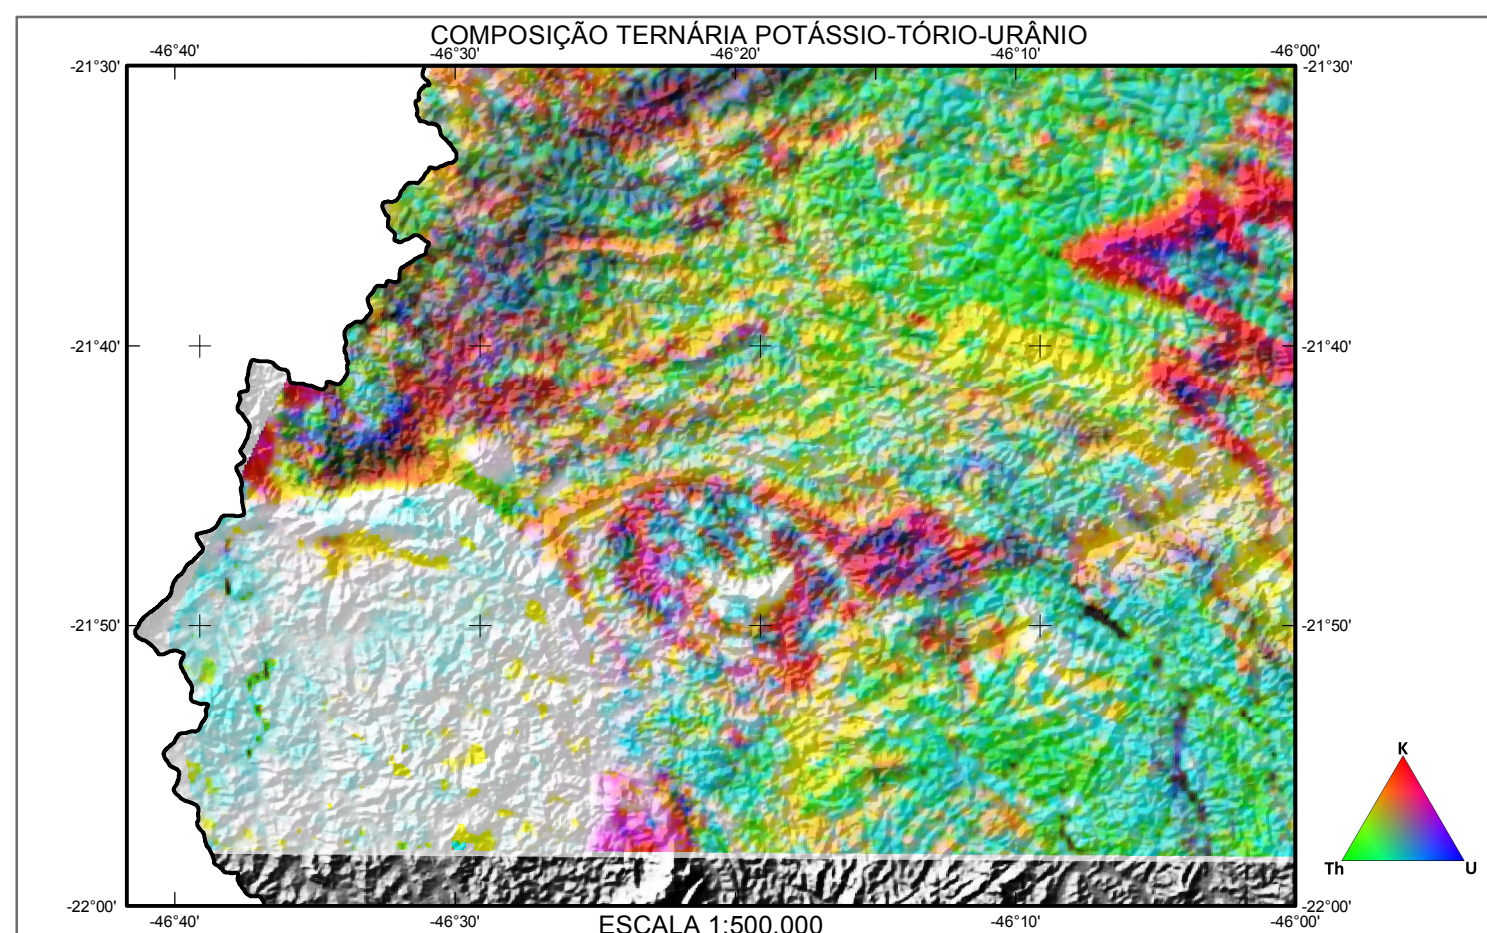 COMPOSIÇÃO TERNÁRIA POTÁSSIO-TÓRIO-URÂNIO
-46°40' -46°30' -46°20' -46°10' -46°00'
-21°30' -21°30'
-21°40' -21°40'
-21°50' -21°50'
K
Th U
-22°00' -22°00'
-46°40' -46°30' -46°20' -46°10' -46°00'
ESCALA 1:500.000